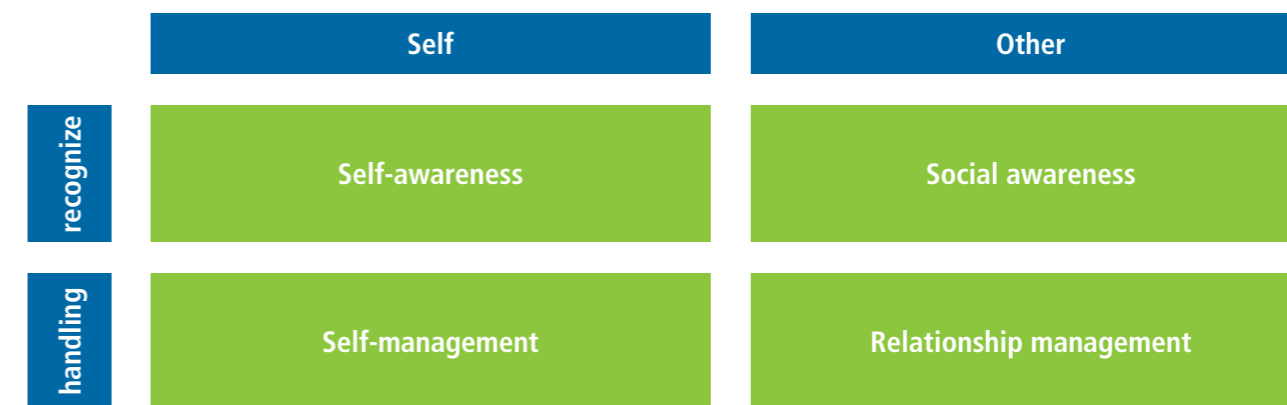 Self
Other
recognize
Self-awareness
Social awareness
handling
Self-management
Relationship management